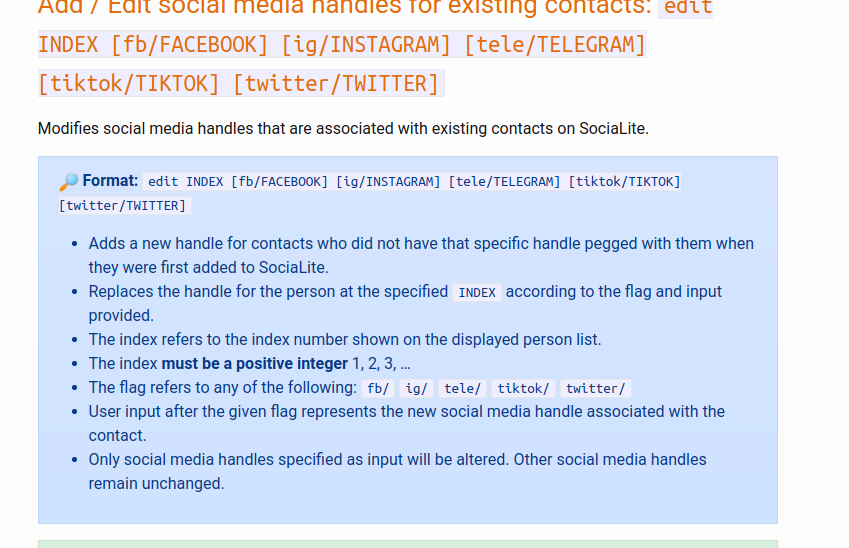 Add / Edit social media handles for existing contacts: edit
INDEX [fb/FACEBOOK] [ig/INSTAGRAM] [tele/TELEGRAM]
[tiktok/TIKTOK] [twitter/TWITTER]
Modifies social media handles that are associated with existing contacts on SociaLite.
Format: edit INDEX [fb/FACEBOOK] [ig/INSTAGRAM] [tele/TELEGRAM] [tiktok/TIKTOK]
[twitter/TWITTER]
• Adds a new handle for contacts who did not have that specific handle pegged with them when
they were first added to SociaLite.
• Replaces the handle for the person at the specified INDEX according to the flag and input
provided.
• The index refers to the index number shown on the displayed person list.
• The index must be a positive integer 1, 2, 3, …
• The flag refers to any of the following: fb/ ig/ tele/ tiktok/ twitter/
• User input after the given flag represents the new social media handle associated with the
contact.
• Only social media handles specified as input will be altered. Other social media handles
remain unchanged.